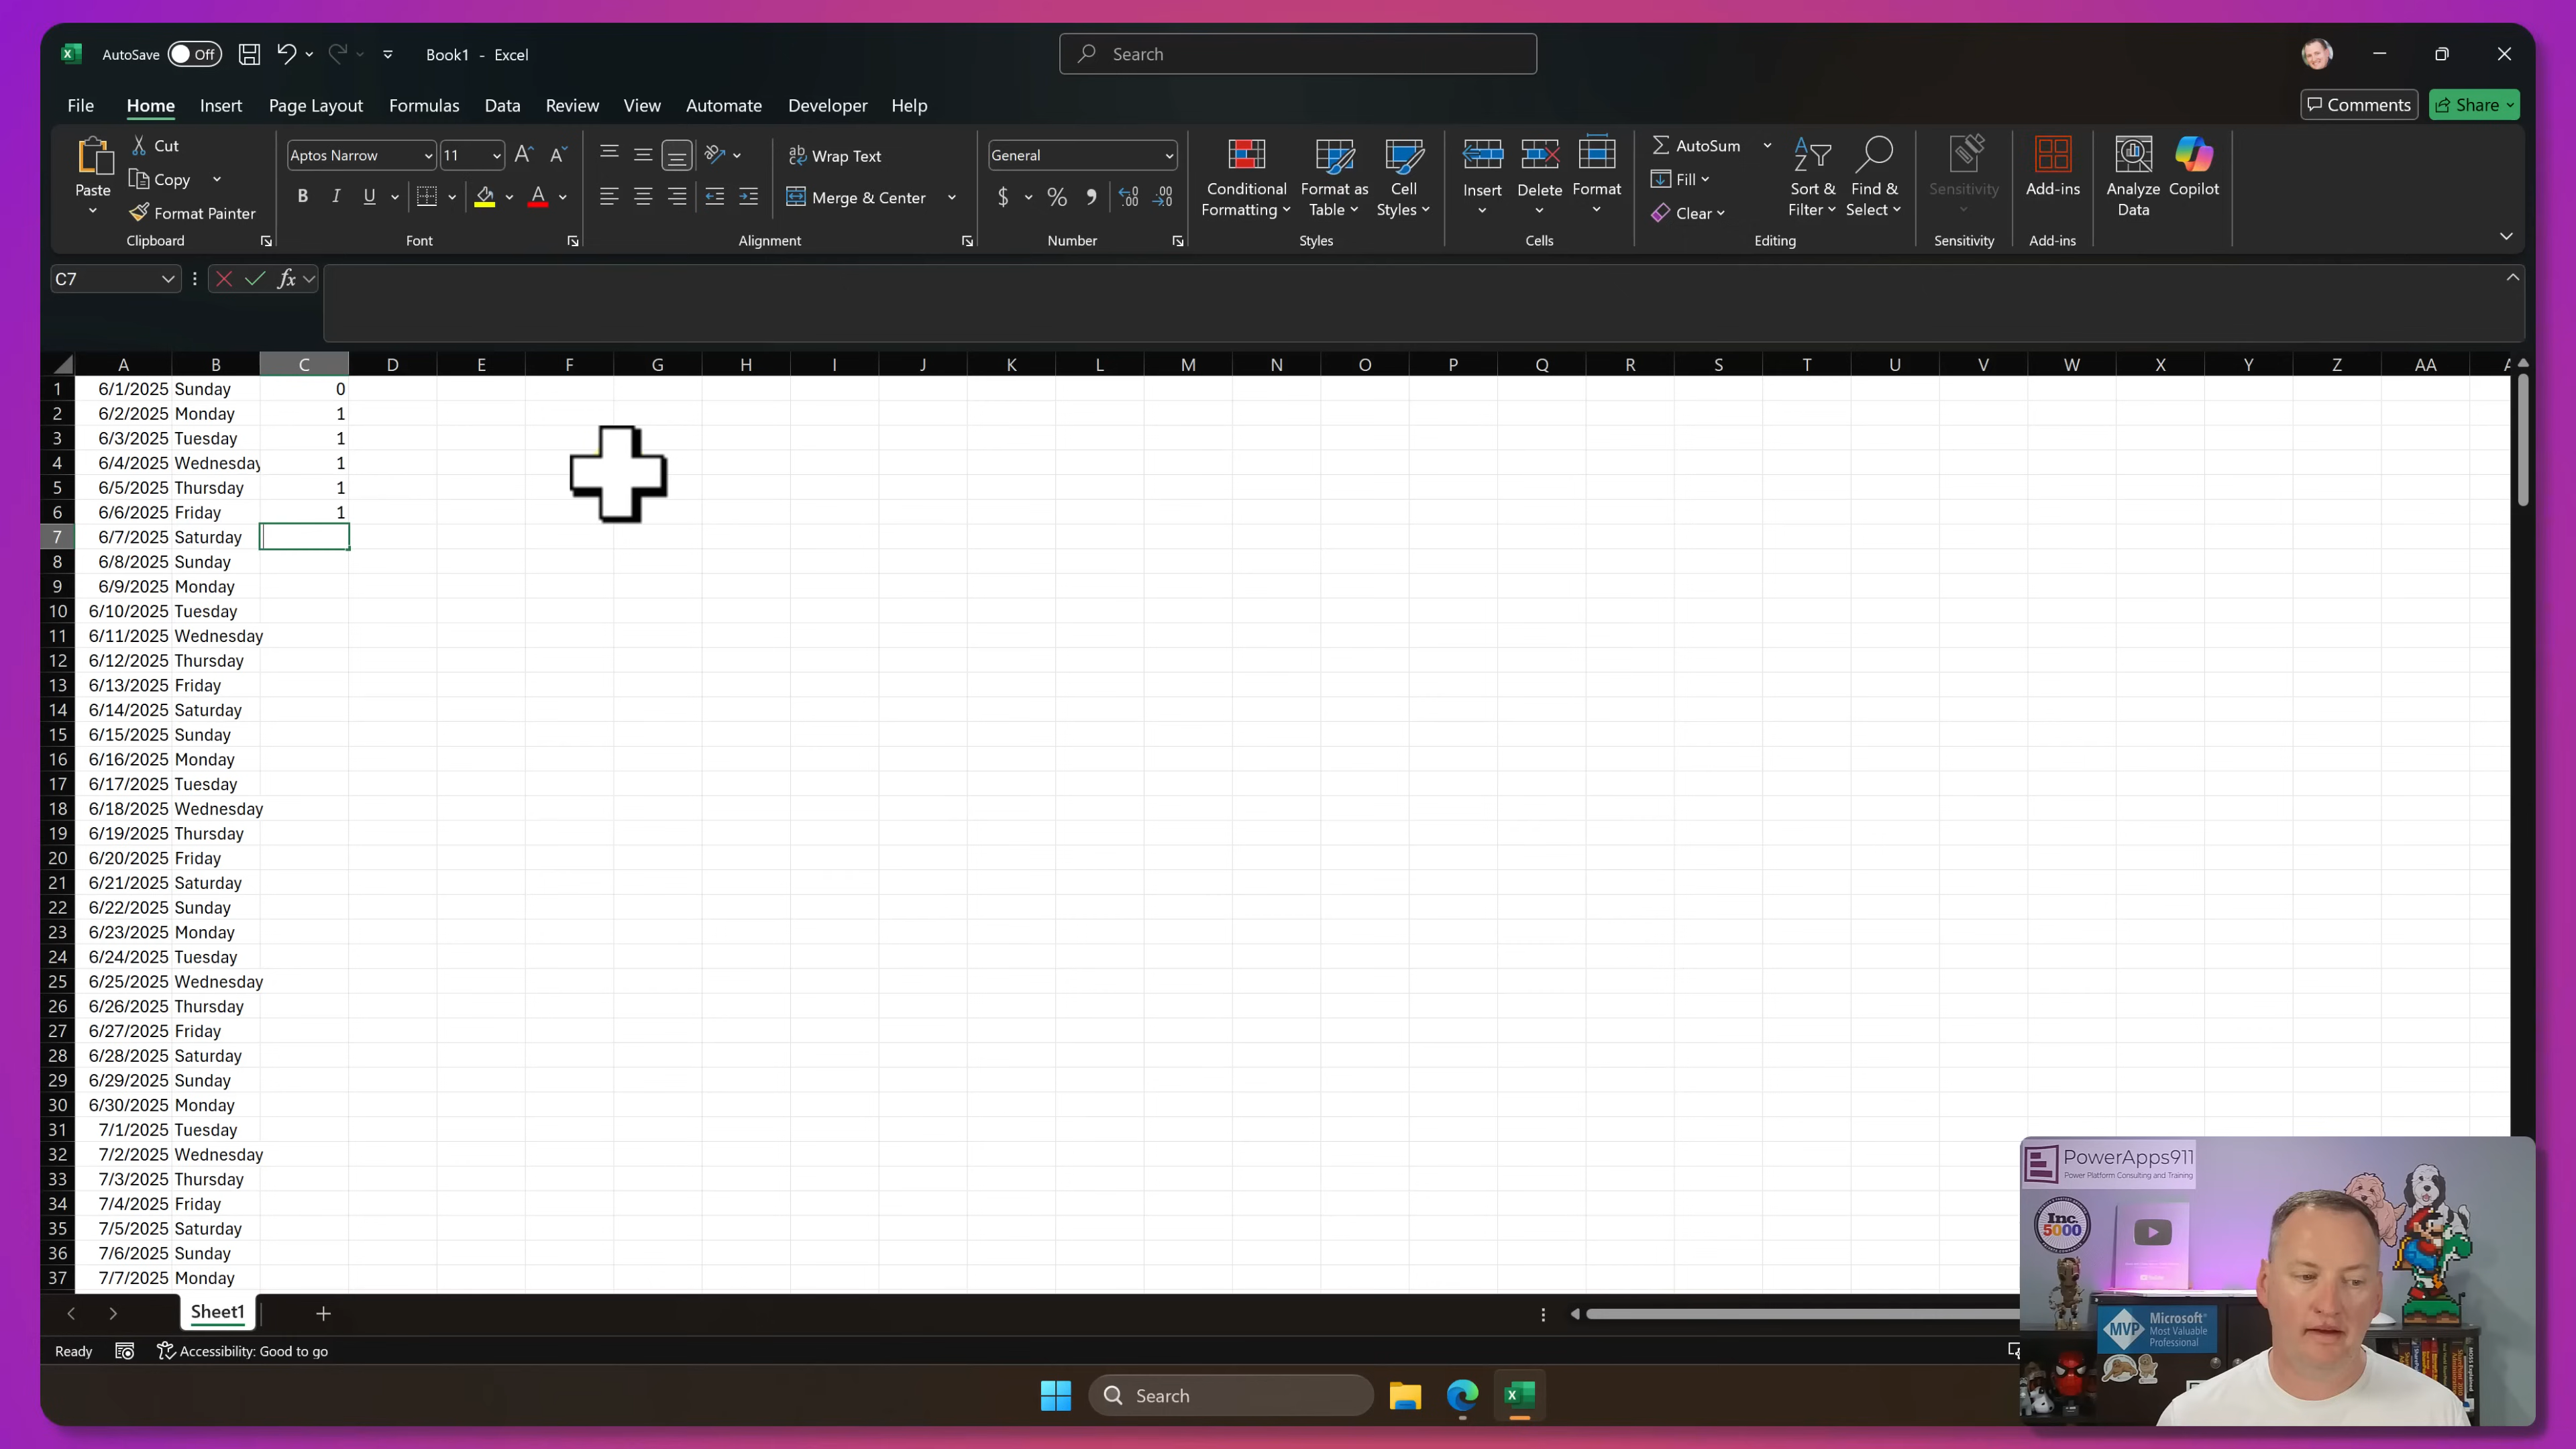 AutoSave Off Book1 - Excel Search
File Home Insert Page Layout Formulas Data Review View Automate Developer Help Comments Share
Paste Cut Copy Format Painter Clipboard
Aptos Narrow 11 B I U A Font
Wrap Text Merge & Center Alignment
General $ % Number
Conditional Formatting Format as Table Cell Styles Styles
Insert Delete Format Cells
AutoSum Fill Clear Sort & Filter Find & Select Editing
Sensitivity Sensitivity
Add-ins Add-ins
Analyze Data Copilot
C7 fx
A B C D E F G H I J K L M N O P Q R S T U V W X Y Z AA
1 6/1/2025 Sunday 0
2 6/2/2025 Monday 1
3 6/3/2025 Tuesday 1
4 6/4/2025 Wednesday 1
5 6/5/2025 Thursday 1
6 6/6/2025 Friday 1
7 6/7/2025 Saturday
8 6/8/2025 Sunday
9 6/9/2025 Monday
10 6/10/2025 Tuesday
11 6/11/2025 Wednesday
12 6/12/2025 Thursday
13 6/13/2025 Friday
14 6/14/2025 Saturday
15 6/15/2025 Sunday
16 6/16/2025 Monday
17 6/17/2025 Tuesday
18 6/18/2025 Wednesday
19 6/19/2025 Thursday
20 6/20/2025 Friday
21 6/21/2025 Saturday
22 6/22/2025 Sunday
23 6/23/2025 Monday
24 6/24/2025 Tuesday
25 6/25/2025 Wednesday
26 6/26/2025 Thursday
27 6/27/2025 Friday
28 6/28/2025 Saturday
29 6/29/2025 Sunday
30 6/30/2025 Monday
31 7/1/2025 Tuesday
32 7/2/2025 Wednesday
33 7/3/2025 Thursday
34 7/4/2025 Friday
35 7/5/2025 Saturday
36 7/6/2025 Sunday
37 7/7/2025 Monday
Sheet1
Ready Accessibility: Good to go
Search
PowerApps911
Power Platform Consulting and Training
Inc.
5000
MVP
Microsoft
Most Valuable
Professional